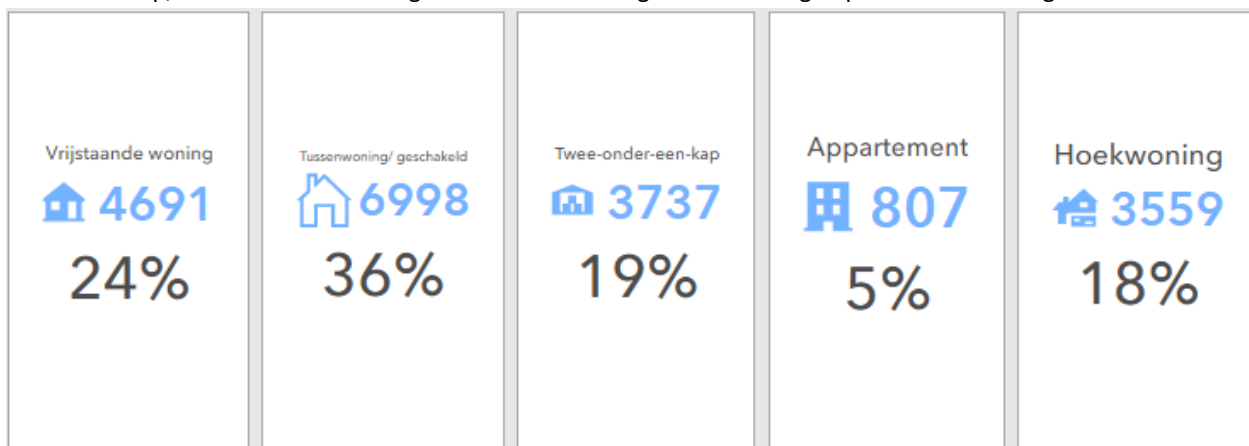 Vrijstaande woning
4691
24%
Tussenwoning/ geschakeld
6998
36%
Twee-onder-een-kap
3737
19%
Appartement
807
5%
Hoekwoning
3559
18%